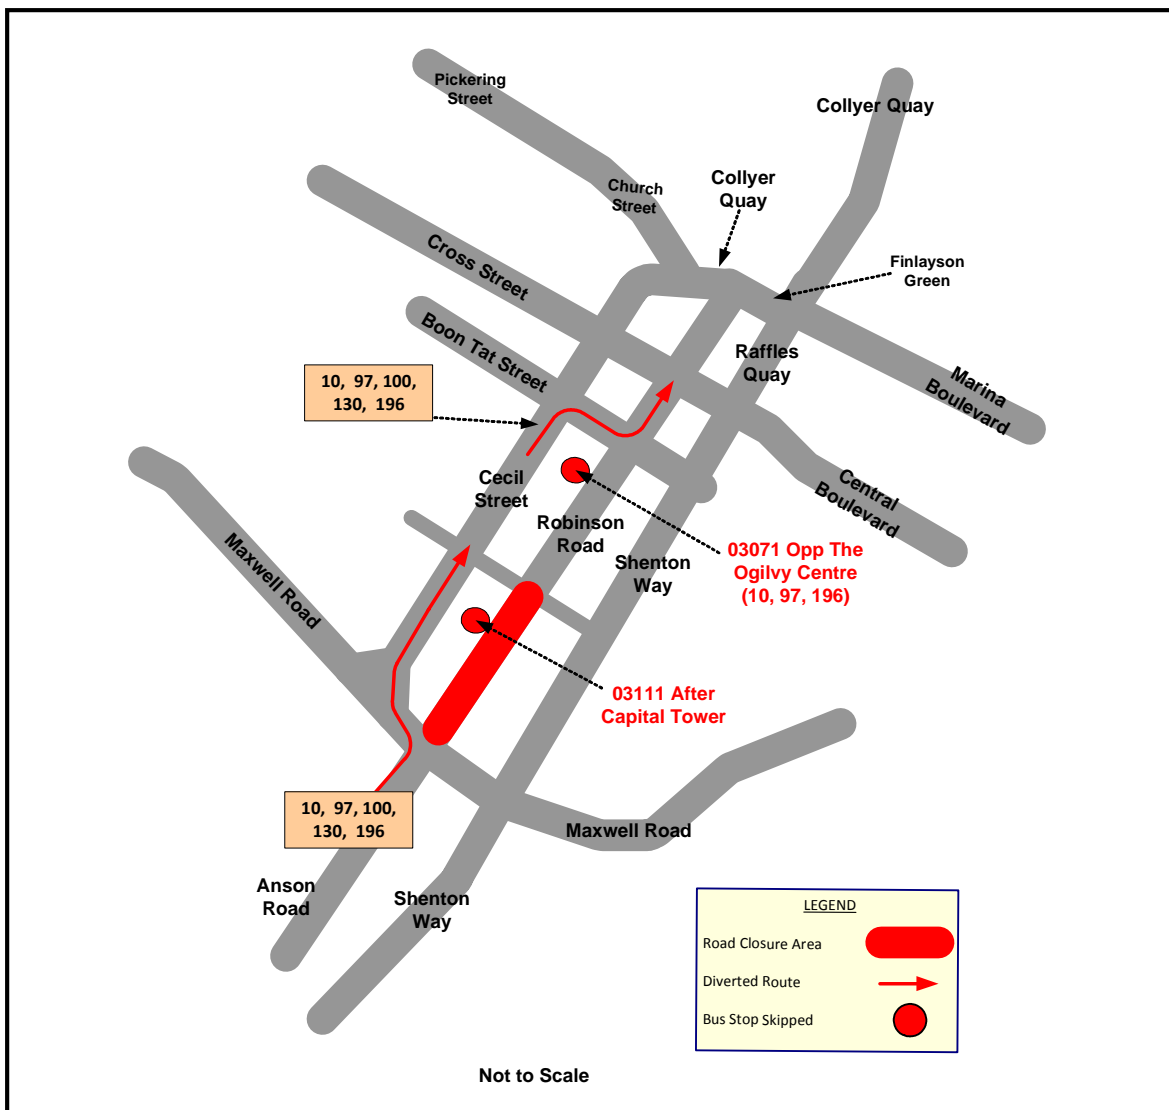 Pickering
Street
Collyer Quay
Church
Street
Collyer
Quay
Cross Street
Finlayson
Green
Boon Tat Street
Raffles
Quay
Marina
Boulevard
10, 97, 100,
130, 196
Cecil
Street
Central
Boulevard
Robinson
Road
Maxwell Road
Shenton
Way
03071 Opp The
Ogilvy Centre
(10, 97, 196)
03111 After
Capital Tower
10, 97, 100,
130, 196
Maxwell Road
Anson
Road
Shenton
Way
LEGEND
Road Closure Area
Diverted Route
Bus Stop Skipped
Not to Scale